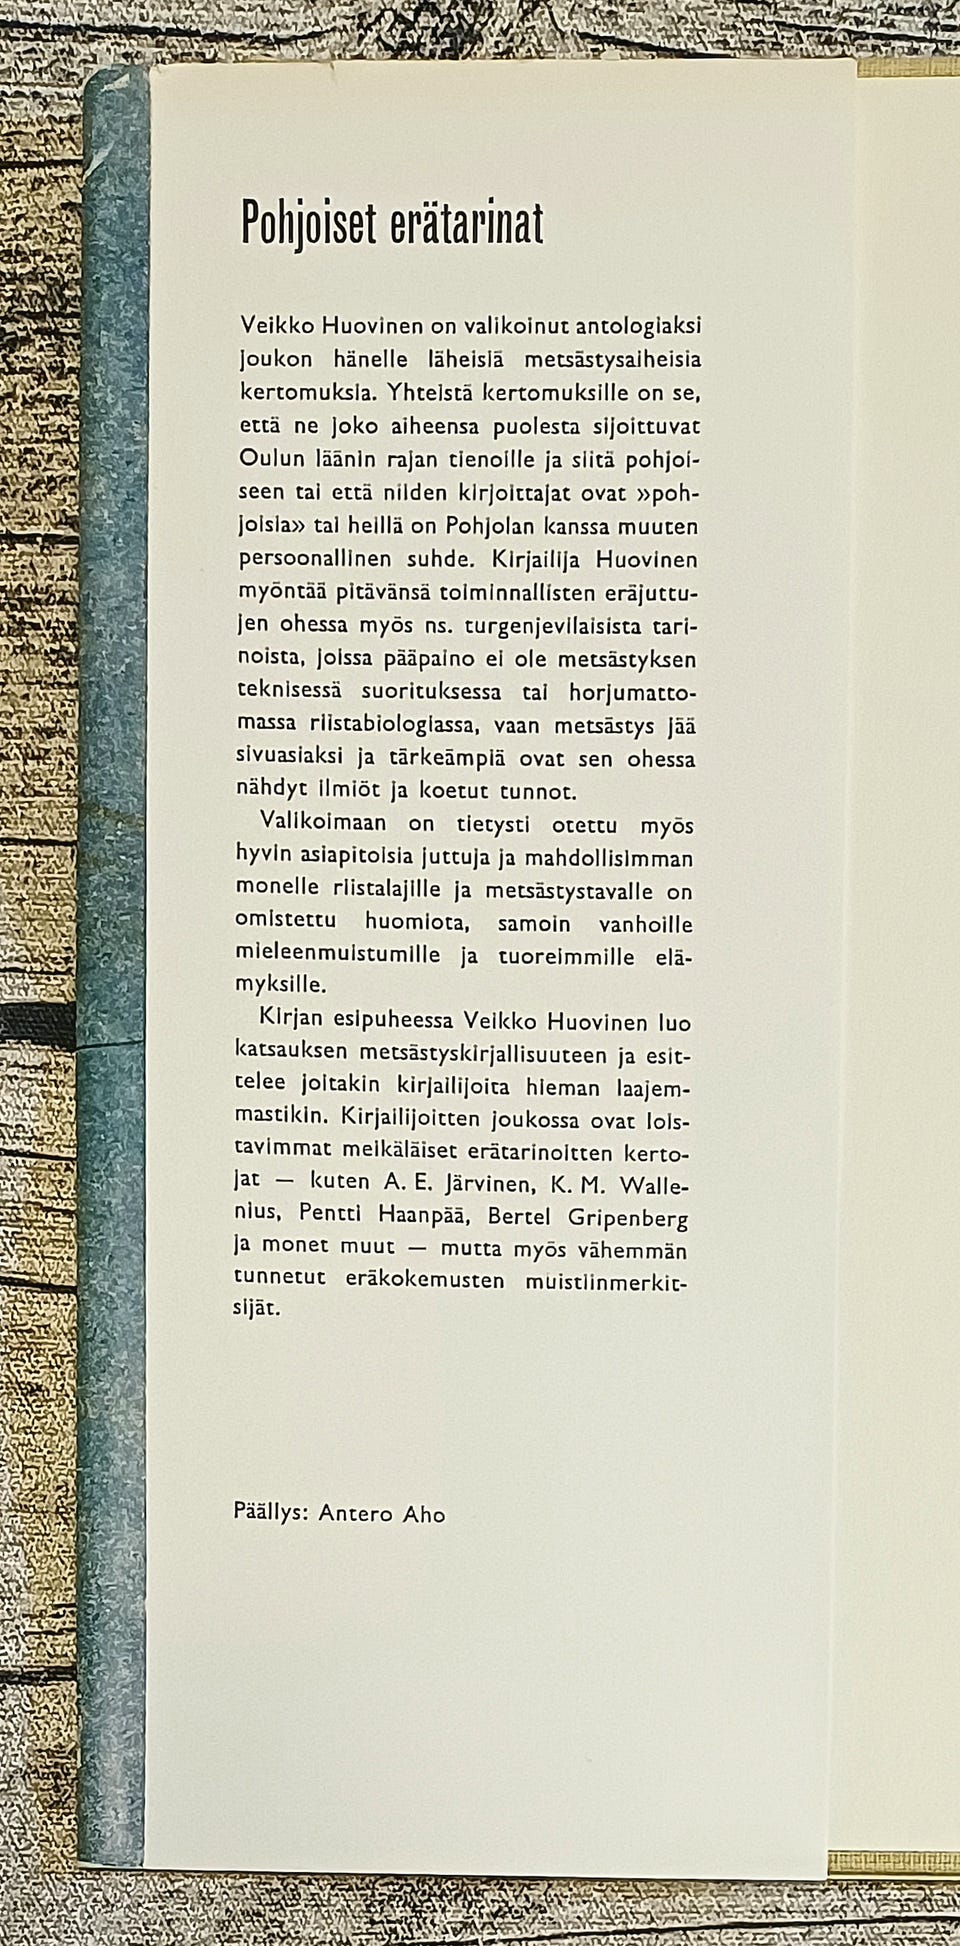 Pohjoiset erätarinat
Veikko Huovinen on valikoinut antologiaksi
joukon hänelle läheisiä metsästysaiheisia
kertomuksia. Yhteistä kertomuksille on se,
että ne joko aiheensa puolesta sijoittuvat
Oulun läänin rajan tienoille ja siitä pohjoi-
seen tai että niiden kirjoittajat ovat »poh-
joisia» tai heillä on Pohjolan kanssa muuten
persoonallinen suhde. Kirjailija Huovinen
myöntää pitävänsä toiminnallisten eräjuttu-
jen ohessa myös ns. turgenjevilaisista tari-
noista, joissa pääpaino ei ole metsästyksen
teknisessä suorituksessa tai horjumatto-
massa riistabiologiassa, vaan metsästys jää
sivuasiaksi ja tärkeämpiä ovat sen ohessa
nähdyt ilmiöt ja koetut tunnot.
Valikoimaan on tietysti otettu myös
hyvin asiapitoisia juttuja ja mahdollisimman
monelle riistalajille ja metsästystavalle on
omistettu huomiota, samoin vanhoille
mieleenmuistumille ja tuoreimmille elä-
myksille.
Kirjan esipuheessa Veikko Huovinen luo
katsauksen metsästyskirjallisuuteen ja esit-
telee joitakin kirjailijoita hieman laajem-
mastikin. Kirjailijoitten joukossa ovat lois-
tavimmat meikäläiset erätarinoitten kerto-
jat — kuten A. E. Järvinen, K. M. Walle-
nius, Pentti Haanpää, Bertel Gripenberg
ja monet muut — mutta myös vähemmän
tunnetut eräkokemusten muistiinmerkit-
sijät.
Päällys: Antero Aho